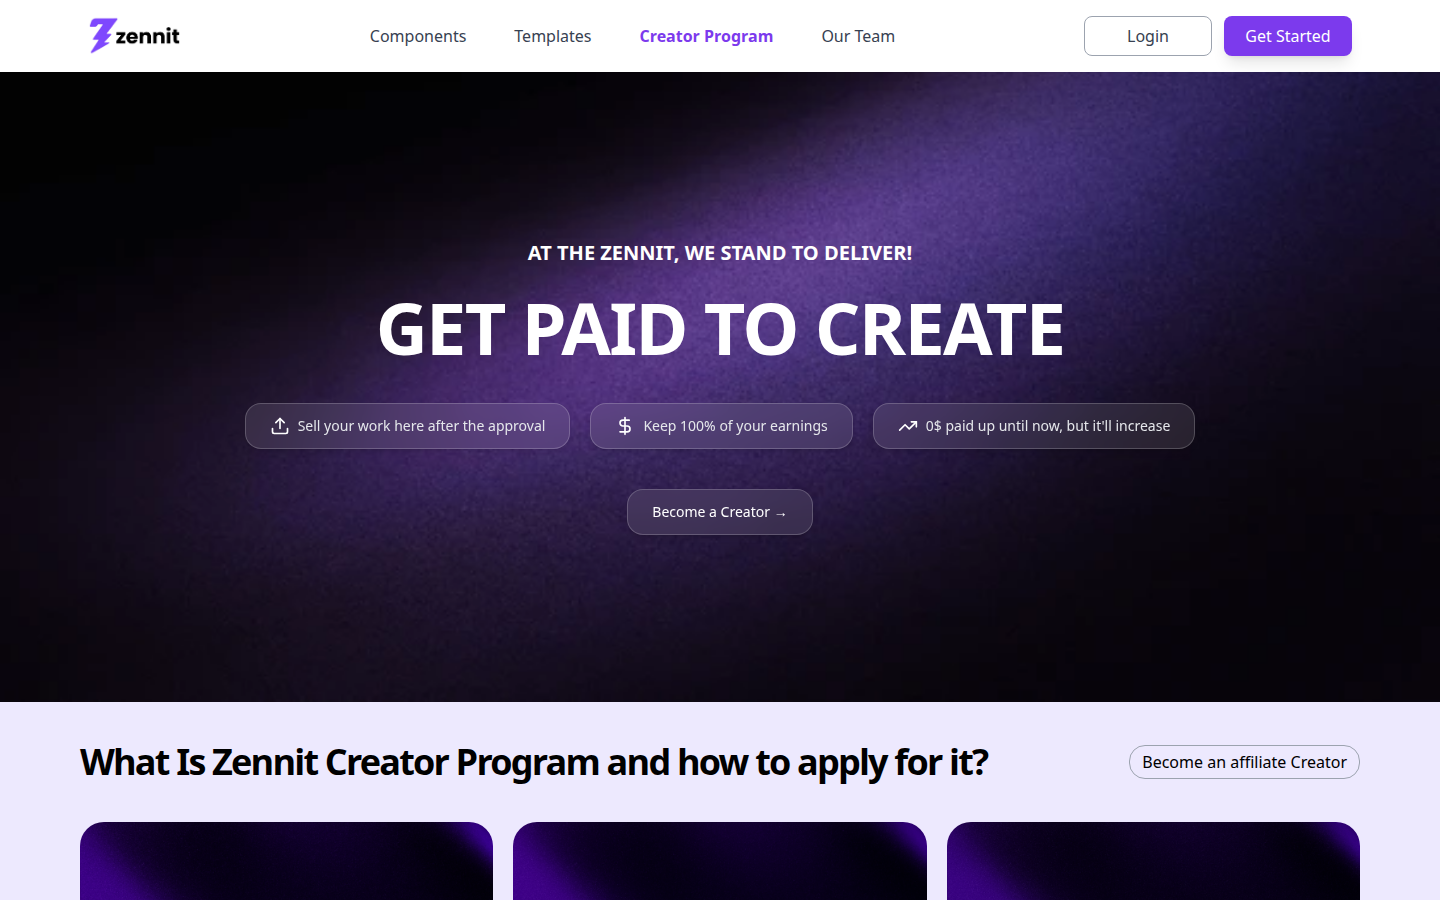 zennit
Components
Templates
Creator Program
Our Team
Login
Get Started
AT THE ZENNIT, WE STAND TO DELIVER!
GET PAID TO CREATE
Sell your work here after the approval
Keep 100% of your earnings
0$ paid up until now, but it'll increase
Become a Creator →
What Is Zennit Creator Program and how to apply for it?
Become an affiliate Creator